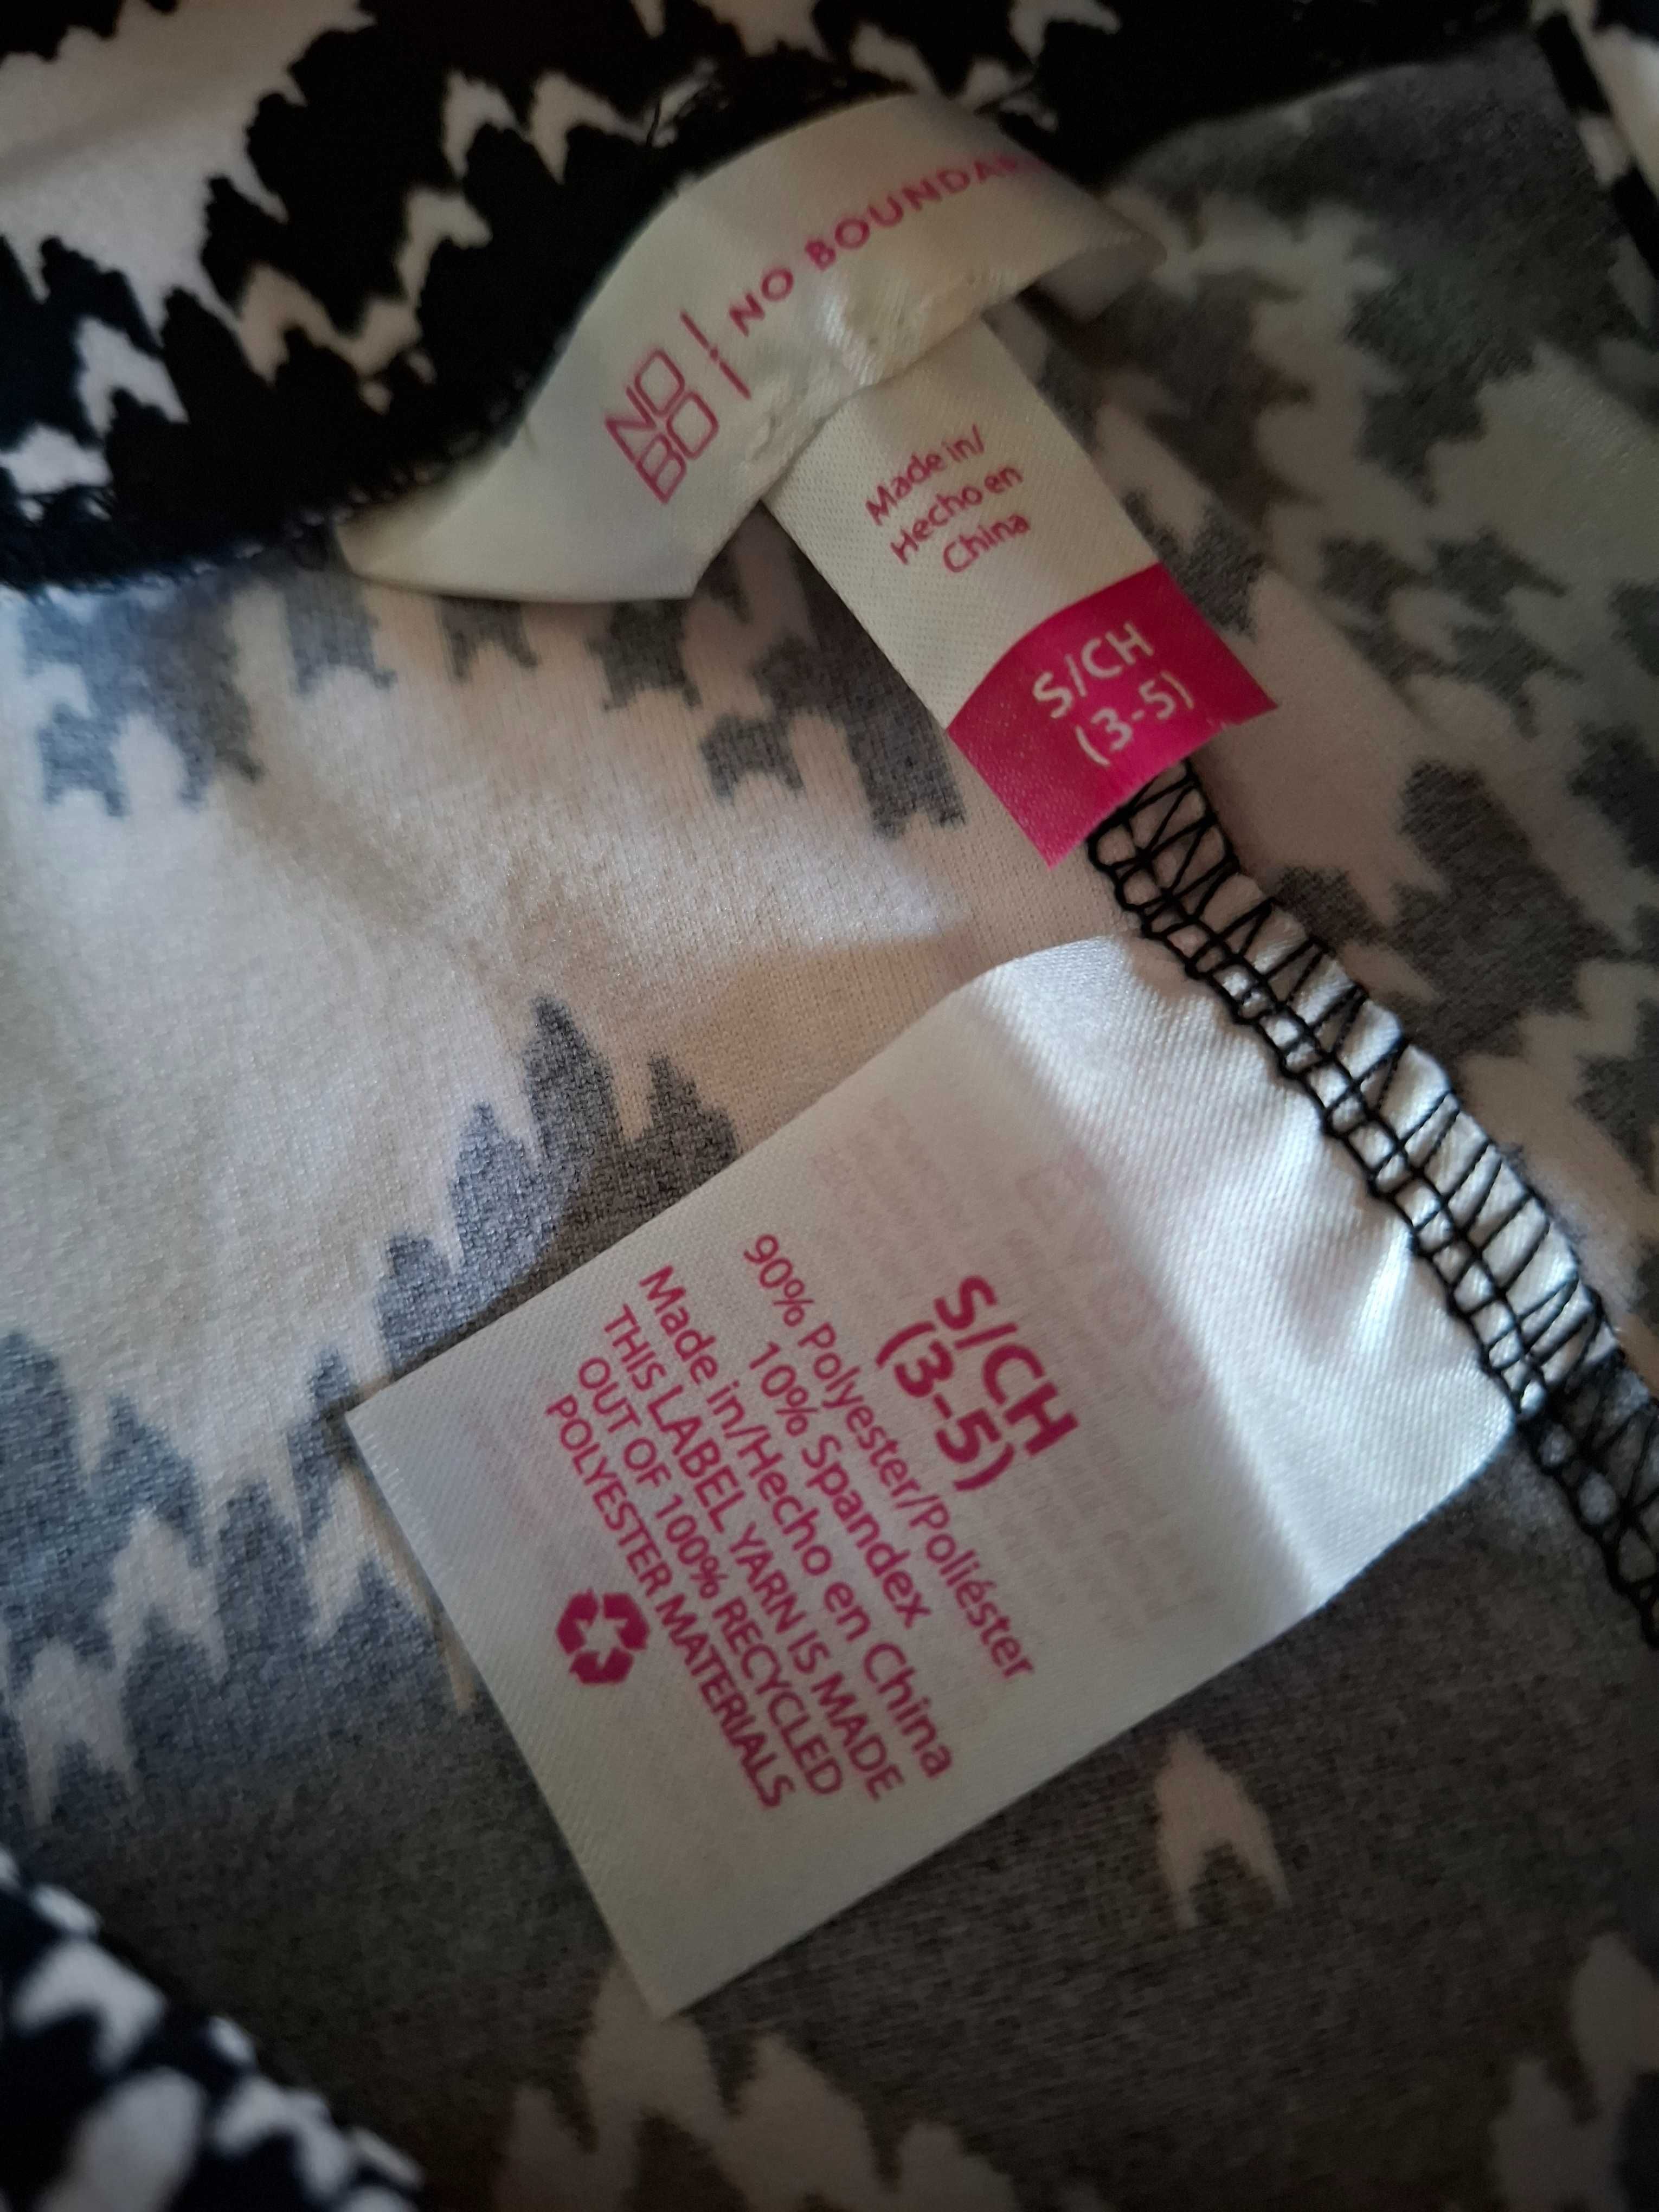 NO
BO
NO BOUNDAR
Made in/
Hecho en
China
S/CH
(3-5)
S/CH
(3-5)
90% Polyester/Poliéster
10% Spandex
Made in/Hecho en China
THIS LABEL YARN IS MADE
OUT OF 100% RECYCLED
POLYESTER MATERIALS